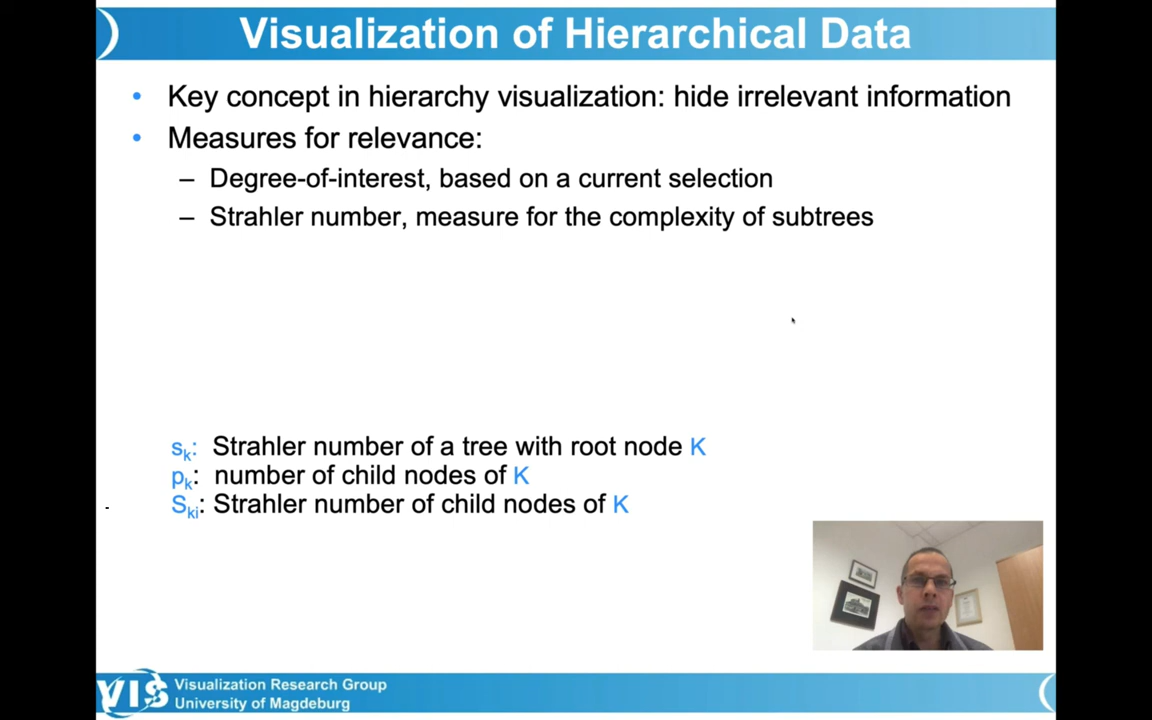 Visualization of Hierarchical Data
• Key concept in hierarchy visualization: hide irrelevant information
• Measures for relevance:
– Degree-of-interest, based on a current selection
– Strahler number, measure for the complexity of subtrees
sk: Strahler number of a tree with root node K
pk: number of child nodes of K
Ski: Strahler number of child nodes of K
VIS
Visualization Research Group
University of Magdeburg